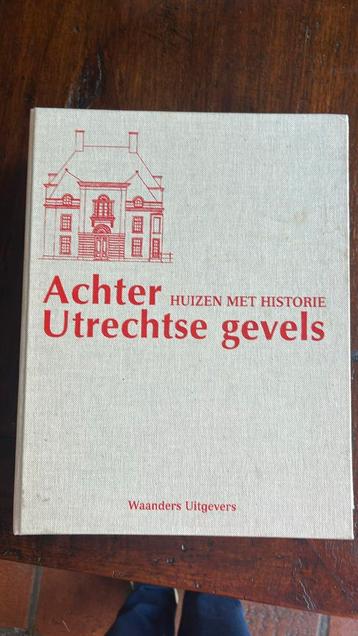 Achter HUIZEN MET HISTORIE
Utrechtse gevels
Waanders Uitgevers